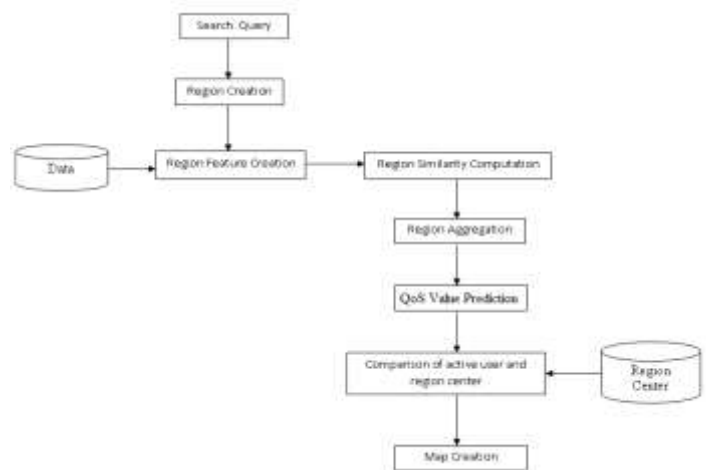 Search Query
Region Creation
Data
Region Feature Creation
Region Similarity Computation
Region Aggregation
QoS Value Prediction
Comparison of active user and
region center
Region
Center
Map Creation